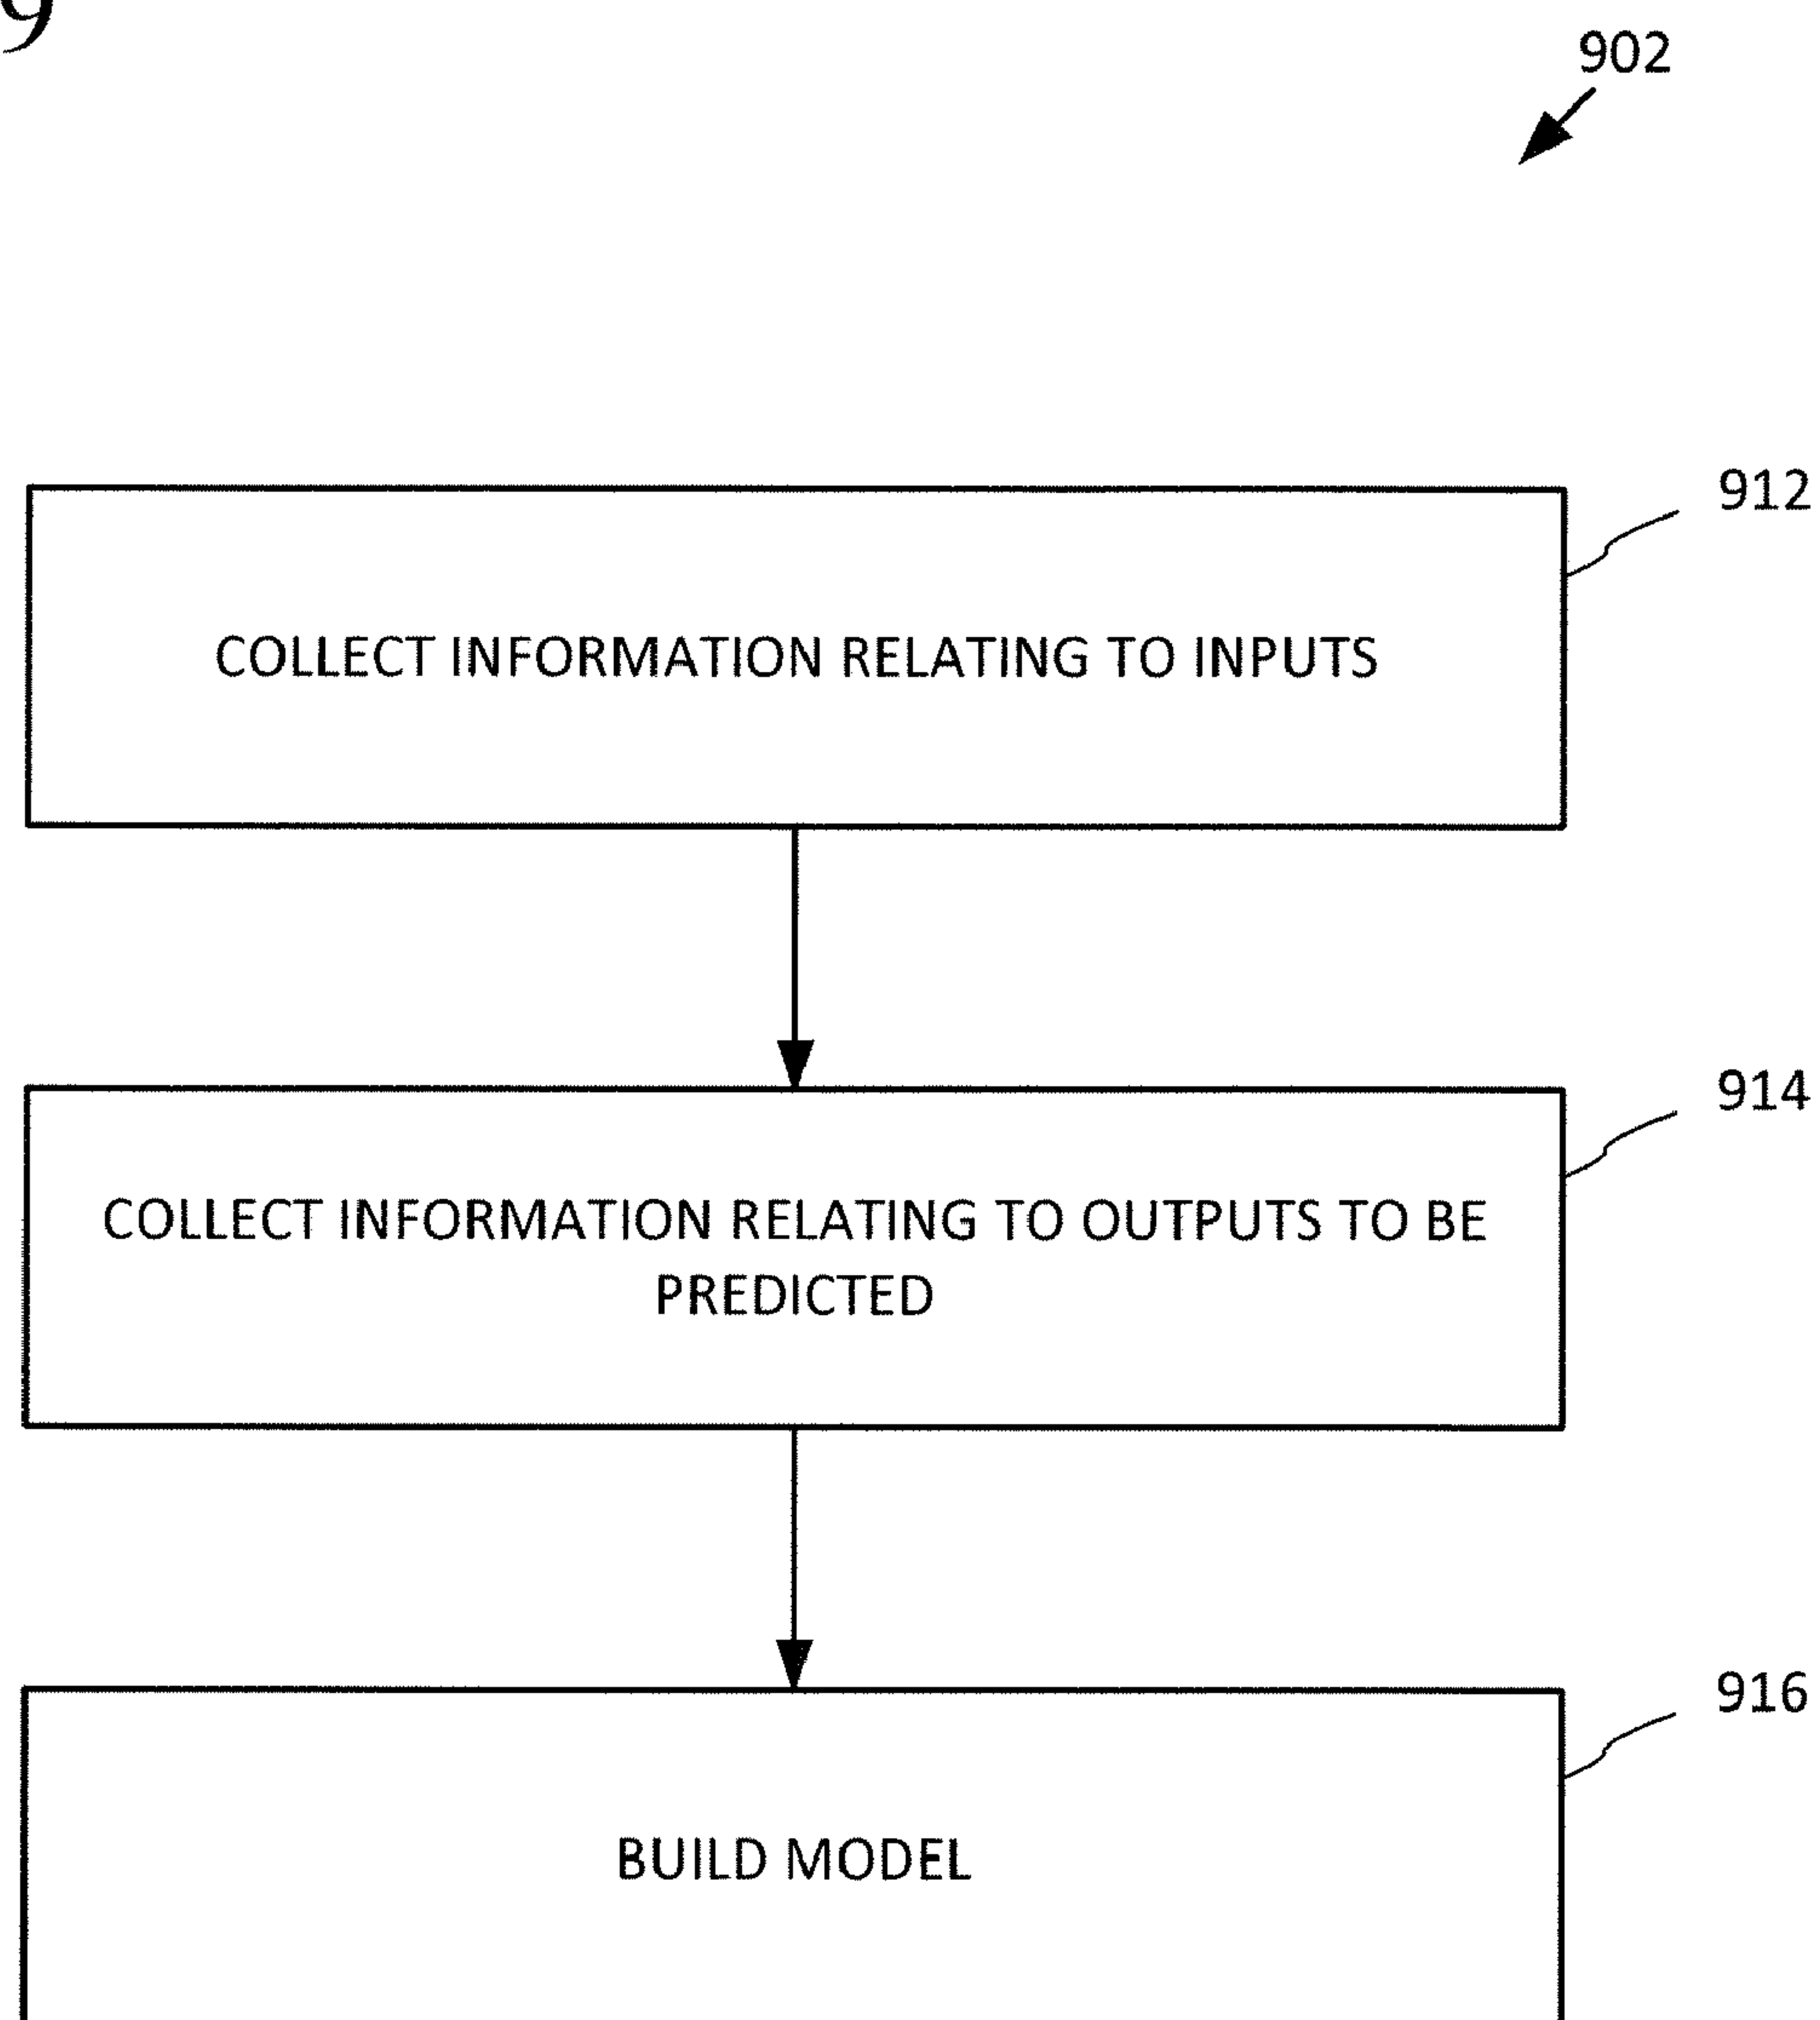 9
902
912
COLLECT INFORMATION RELATING TO INPUTS
914
COLLECT INFORMATION RELATING TO OUTPUTS TO BE
PREDICTED
916
BUILD MODEL